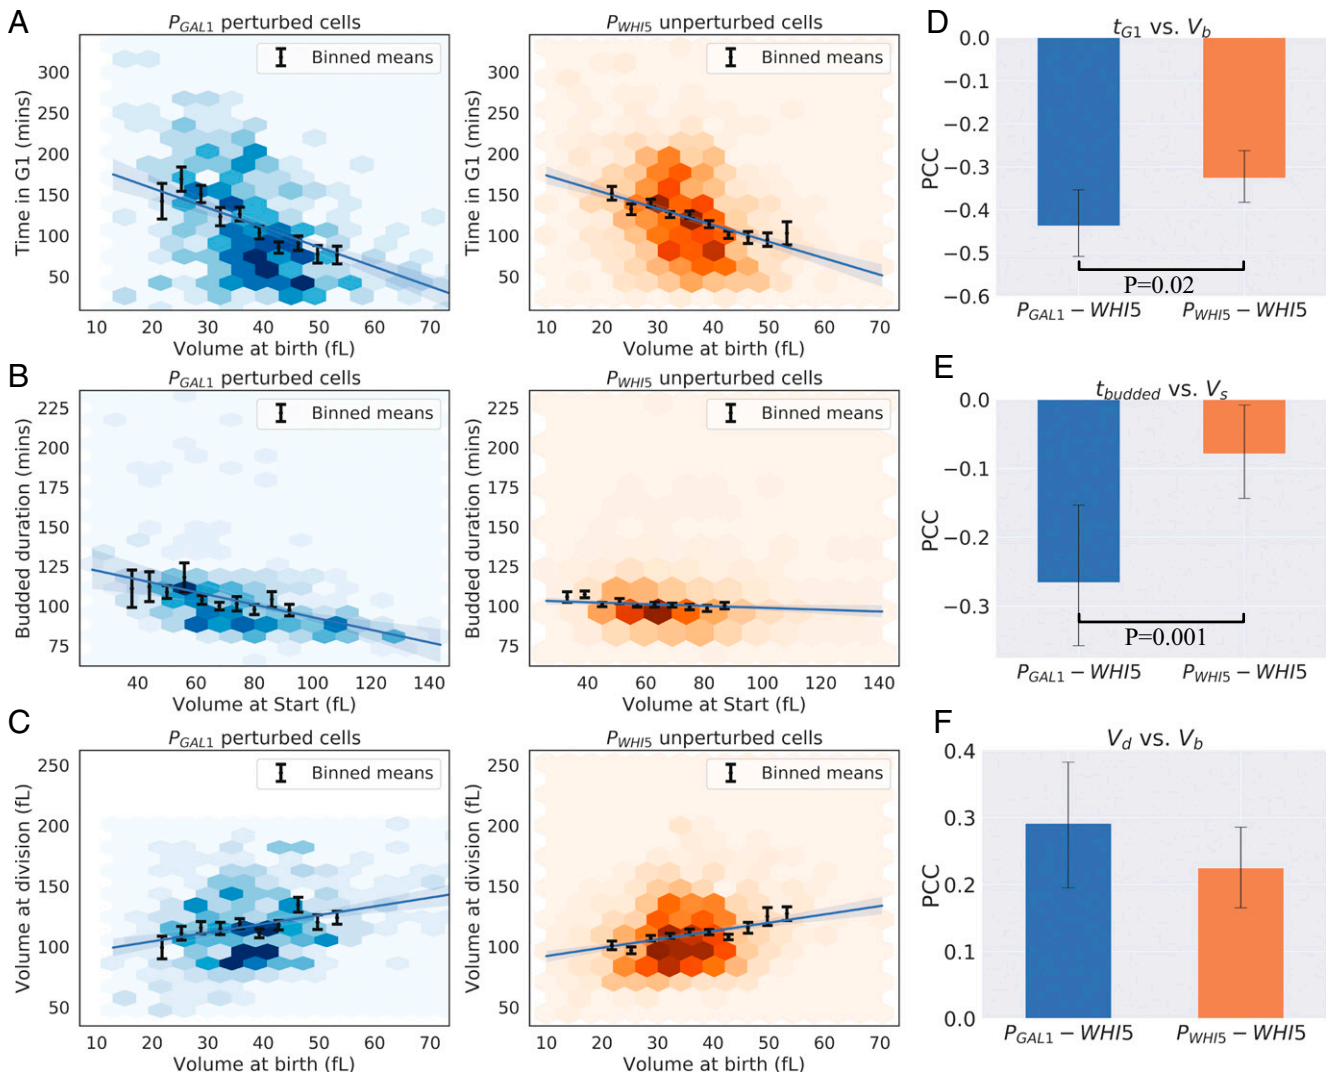 A
P_GAL1 perturbed cells
Binned means
Time in G1 (mins)
300
250
200
150
100
50
10 20 30 40 50 60 70
Volume at birth (fL)
P_WHI5 unperturbed cells
Binned means
Time in G1 (mins)
300
250
200
150
100
50
10 20 30 40 50 60 70
Volume at birth (fL)
D
t_G1 vs. V_b
PCC
0.0
−0.1
−0.2
−0.3
−0.4
−0.5
−0.6
P=0.02
P_GAL1 − WHI5 P_WHI5 − WHI5
B
P_GAL1 perturbed cells
Binned means
Budded duration (mins)
225
200
175
150
125
100
75
40 60 80 100 120 140
Volume at Start (fL)
P_WHI5 unperturbed cells
Binned means
Budded duration (mins)
225
200
175
150
125
100
75
40 60 80 100 120 140
Volume at Start (fL)
E
t_budded vs. V_s
PCC
0.0
−0.1
−0.2
−0.3
P=0.001
P_GAL1 − WHI5 P_WHI5 − WHI5
C
P_GAL1 perturbed cells
Binned means
Volume at division (fL)
250
200
150
100
50
10 20 30 40 50 60 70
Volume at birth (fL)
P_WHI5 unperturbed cells
Binned means
Volume at division (fL)
250
200
150
100
50
10 20 30 40 50 60 70
Volume at birth (fL)
F
V_d vs. V_b
PCC
0.4
0.3
0.2
0.1
0.0
P_GAL1 − WHI5 P_WHI5 − WHI5